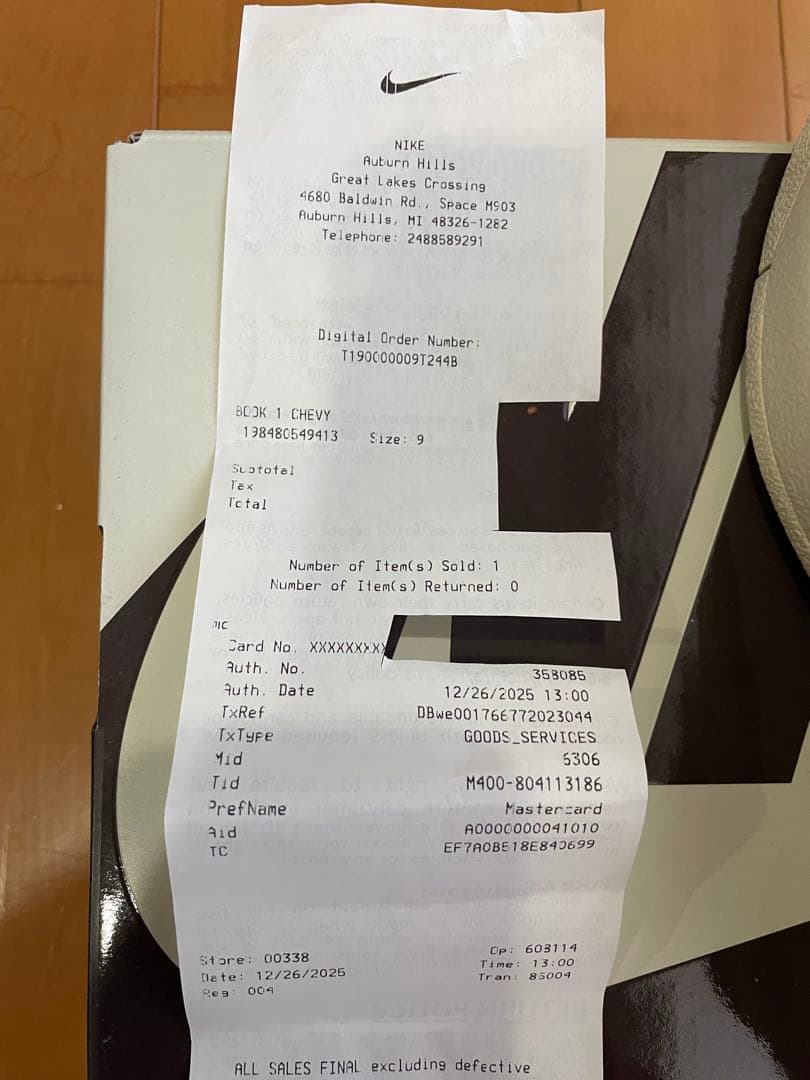 NIKE
Auburn Hills
Great Lakes Crossing
4680 Baldwin Rd., Space M903
Auburn Hills, MI 48326-1282
Telephone: 2488589291
Digital Order Number:
T190000009T244B
BOOK 1 CHEVY
198480549413 Size: 9
Subtotal
Tax
Total
Number of Item(s) Sold: 1
Number of Item(s) Returned: 0
MC
Card No. XXXXXXXXX
Auth. No. 358085
Auth. Date 12/26/2025 13:00
TxRef DBwe001766772023044
TxType GOODS_SERVICES
Mid 6306
Tid M400-804113186
PrefName Mastercard
Aid A0000000041010
TC
Store: 00338 Op: 608114
Date: 12/26/2025 Time: 13:00
Reg: 004 Tran: 85004
ALL SALES FINAL excluding defective